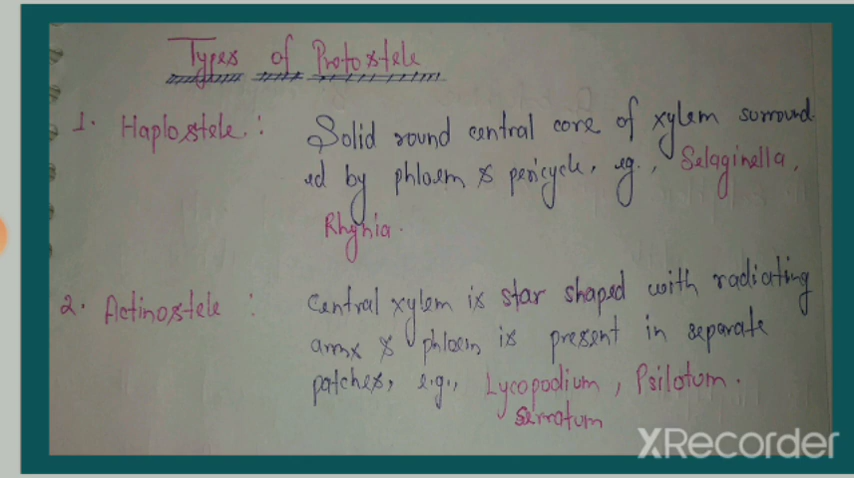 Types of Protostele
1. Haplostele : Solid round central core of xylem surround-
ed by phloem & pericycle, eg., Selaginella,
Rhynia.
2. Actinostele : Central xylem is star shaped with radiating
arms & phloem is present in separate
patches, e.g., Lycopodium, Psilotum.
serratum
XRecorder